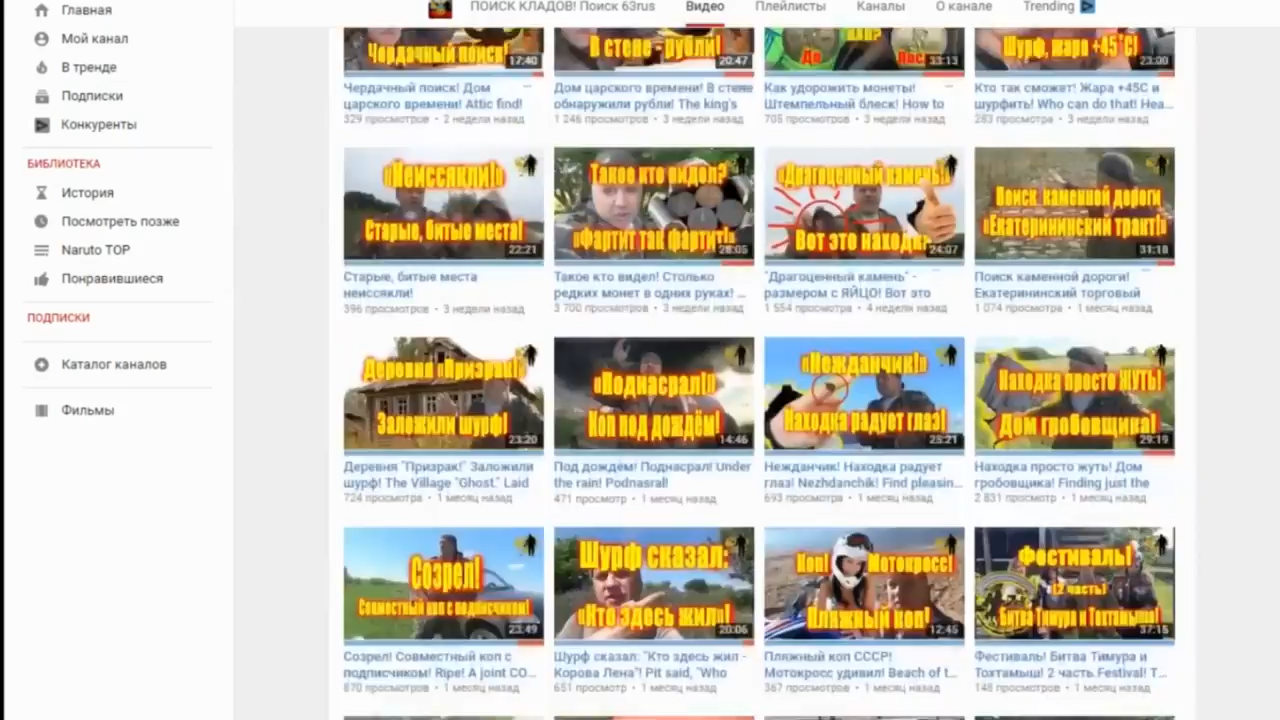 Главная
Мой канал
В тренде
Подписки
Конкуренты
БИБЛИОТЕКА
История
Посмотреть позже
Naruto TOP
Понравившиеся
ПОДПИСКИ
Каталог каналов
Фильмы
ПОИСК КЛАДОВ! Поиск 63rus Видео Плейлисты Каналы О канале Trending
Чердачный поиск! 17:40
В степе -рубли! 20:47
До 33:13
Шурф, жара +45°C! 23:00
Чердачный поиск! Дом
царского времени! Attic find!
329 просмотров • 2 недели назад
Дом царского времени! В степе
обнаружили рубли! The king's
1 246 просмотров • 3 недели назад
Как удорожить монеты!
Штемпельный блеск! How to
705 просмотров • 3 недели назад
Кто так сможет! Жара +45С и
шурфить! Who can do that! Hea...
283 просмотра • 3 недели назад
«Неиссякли!»
Старые, битые места!
22:21
Такое кто видел?
«Фартит так фартит!»
28:05
«Драгоценный камень!»
Вот это находка
24:07
Поиск каменной дороги
«Екатерининский тракт!»
31:18
Старые, битые места
неиссякли!
396 просмотров • 3 недели назад
Такое кто видел! Столько
редких монет в одних руках! ...
3 700 просмотров • 3 недели назад
"Драгоценный камень" -
размером с ЯЙЦО! Вот это
1 554 просмотра • 4 недели назад
Поиск каменной дороги!
Екатерининский торговый
1 074 просмотра • 1 месяц назад
Деревня «Призрак!»
Заложили шурф!
23:20
«Поднасрал!»
Коп под дождём!
14:46
«Нежданчик!»
Находка радует глаз!
25:21
Находка просто ЖУТЬ!
Дом гробовщика!
29:19
Деревня "Призрак!" Заложили
шурф! The Village "Ghost." Laid
724 просмотра • 1 месяц назад
Под дождём! Поднасрал! Under
the rain! Podnasral!
471 просмотр • 1 месяц назад
Нежданчик! Находка радует
глаз! Nezhdanchik! Find pleasin...
693 просмотра • 1 месяц назад
Находка просто жуть! Дом
гробовщика! Finding just the
2 831 просмотр • 1 месяц назад
Созрел!
Совместный коп с подписчиком!
23:49
Шурф сказал:
«Кто здесь жил»!
20:06
Коп! Мотокросс!
Пляжный коп!
12:45
Фестиваль!
(2 часть)
Битва Тимура и Тохтамыша!
37:15
Созрел! Совместный коп с
подписчиком! Ripe! A joint CO...
870 просмотров • 1 месяц назад
Шурф сказал: "Кто здесь жил -
Корова Лена"! Pit said, "Who
651 просмотр • 1 месяц назад
Пляжный коп СССР!
Мотокросс удивил! Beach of t...
367 просмотров • 1 месяц назад
Фестиваль! Битва Тимура и
Тохтамыш! 2 часть.Festival! T...
148 просмотров • 1 месяц назад